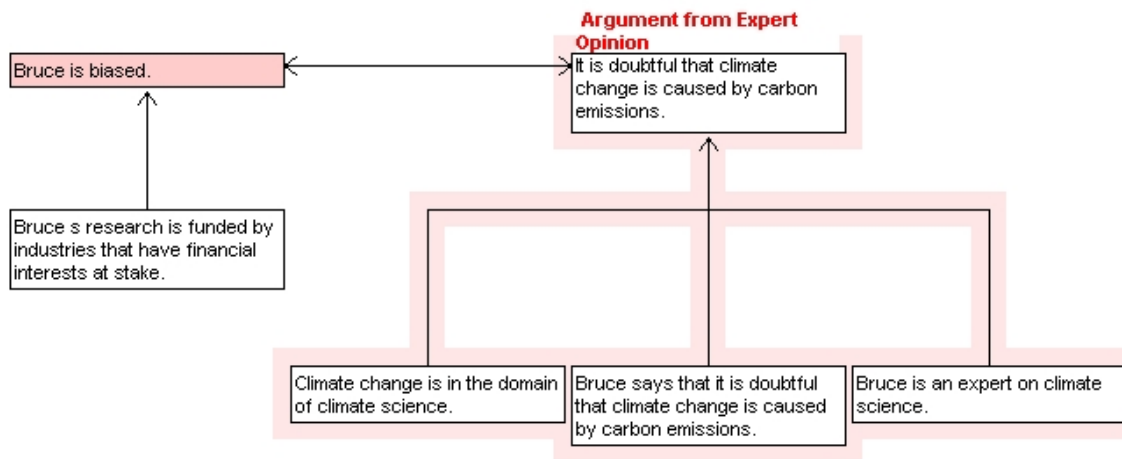 Argument from Expert
Opinion
Bruce is biased.
It is doubtful that climate
change is caused by carbon
emissions.
Bruce s research is funded by
industries that have financial
interests at stake.
Climate change is in the domain
of climate science.
Bruce says that it is doubtful
that climate change is caused
by carbon emissions.
Bruce is an expert on climate
science.